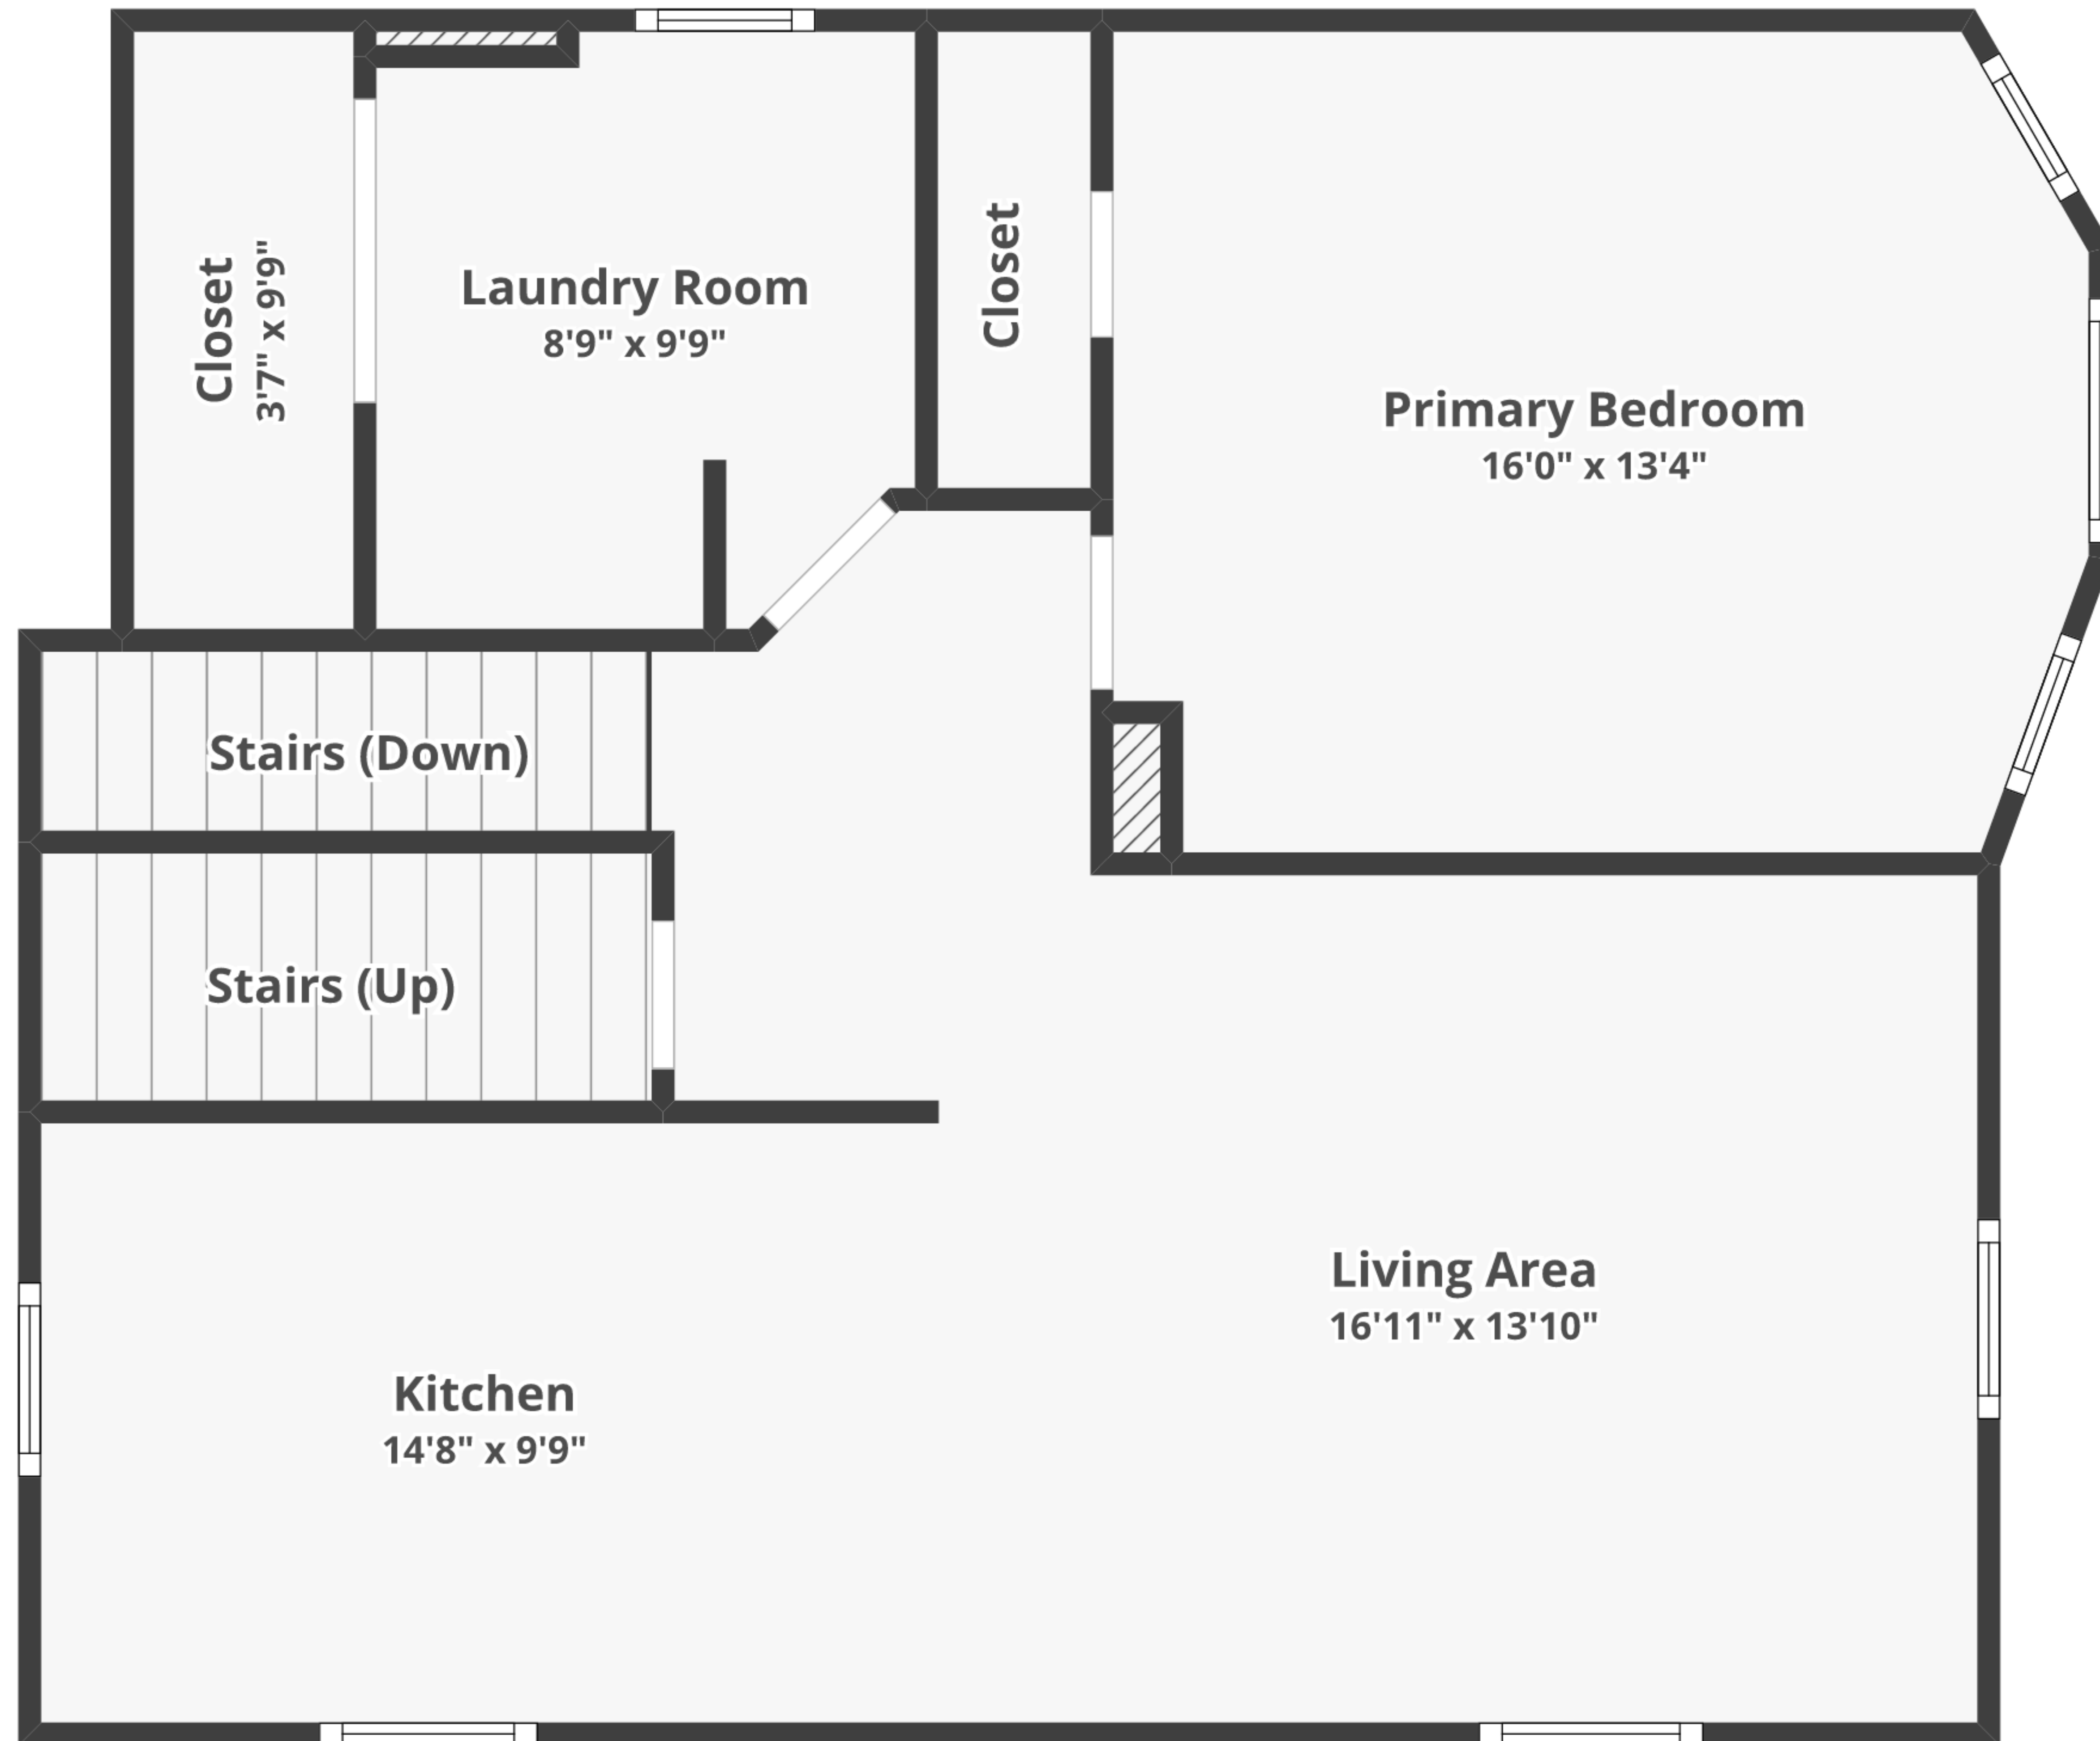 Closet
3'7" x 9'9"
Laundry Room
8'9" x 9'9"
Closet
Primary Bedroom
16'0" x 13'4"
Stairs (Down)
Stairs (Up)
Living Area
16'11" x 13'10"
Kitchen
14'8" x 9'9"